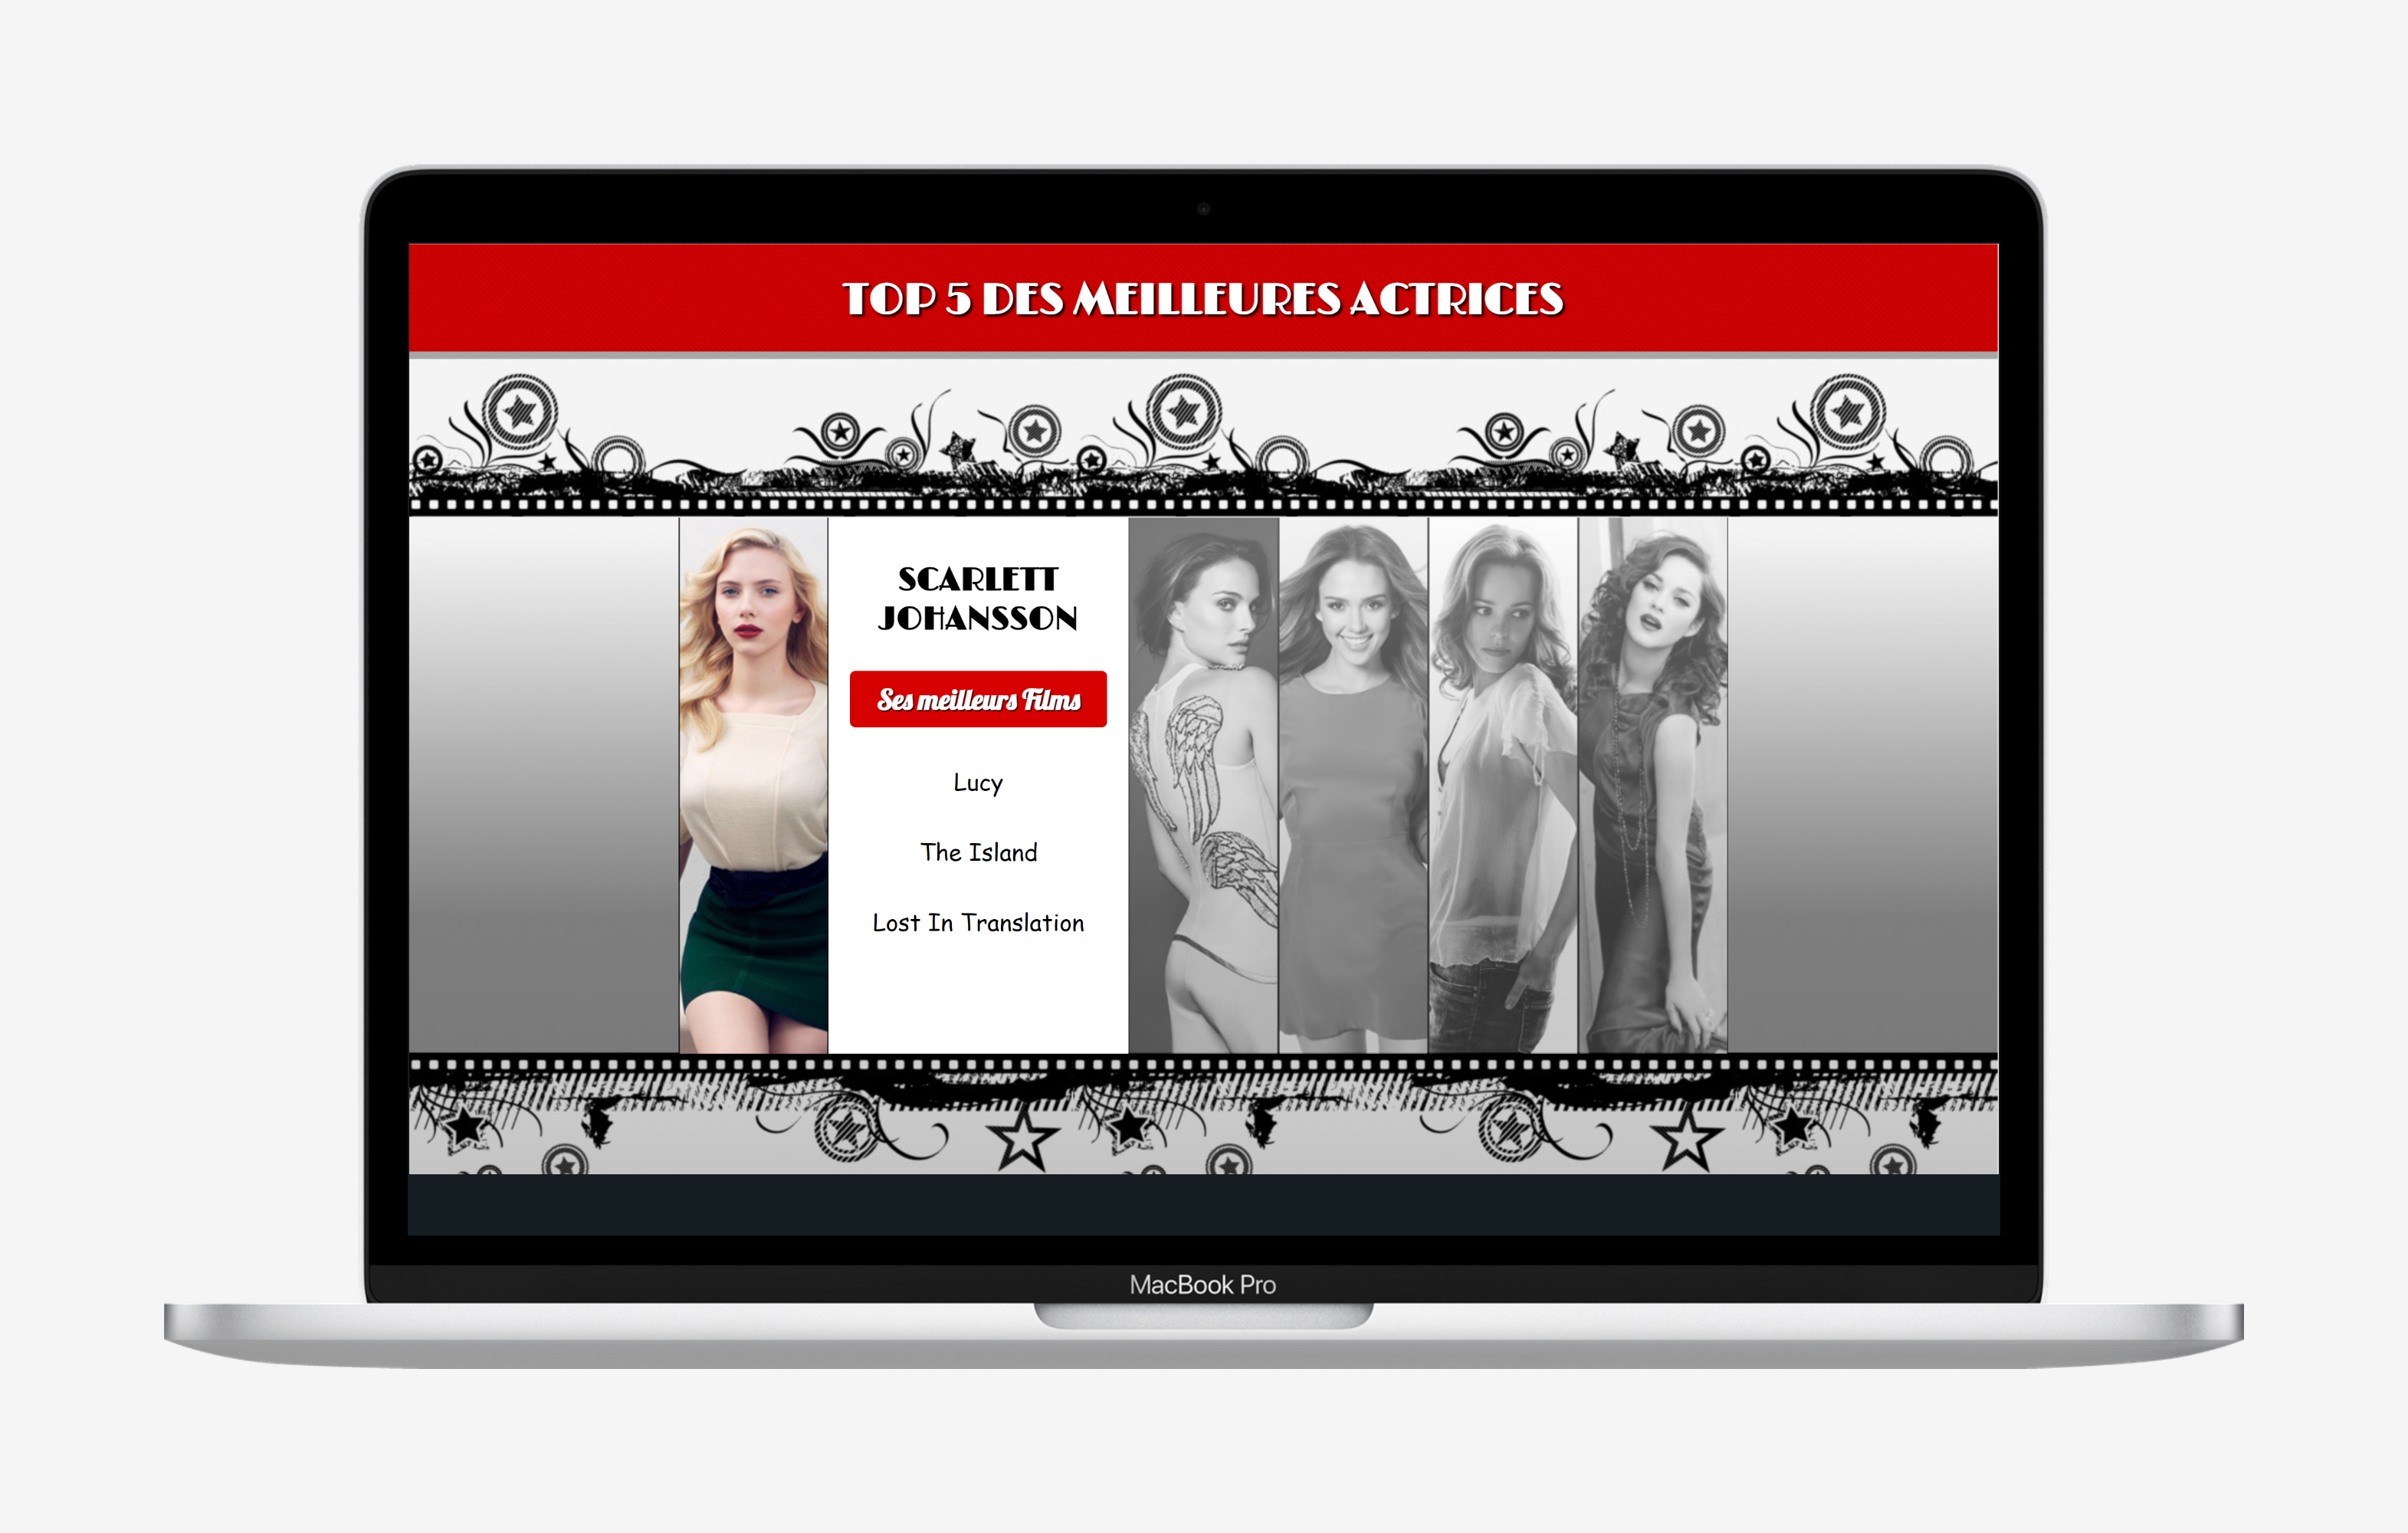 TOP 5 DES MEILLEURES ACTRICES
SCARLETT
JOHANSSON
Ses meilleurs Films
Lucy
The Island
Lost In Translation
MacBook Pro